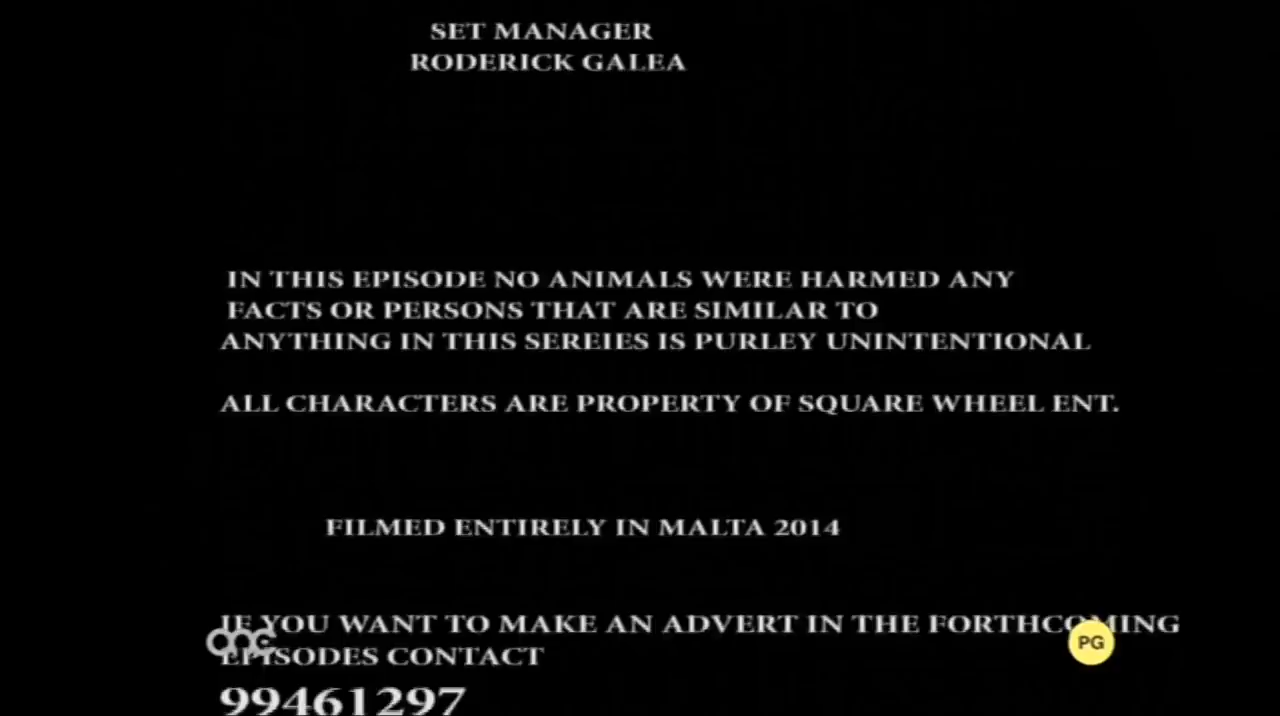 SET MANAGER
RODERICK GALEA
IN THIS EPISODE NO ANIMALS WERE HARMED ANY
FACTS OR PERSONS THAT ARE SIMILAR TO
ANYTHING IN THIS SEREIES IS PURLEY UNINTENTIONAL
ALL CHARACTERS ARE PROPERTY OF SQUARE WHEEL ENT.
FILMED ENTIRELY IN MALTA 2014
IF YOU WANT TO MAKE AN ADVERT IN THE FORTHCOMING
one
PG
EPISODES CONTACT
99461297